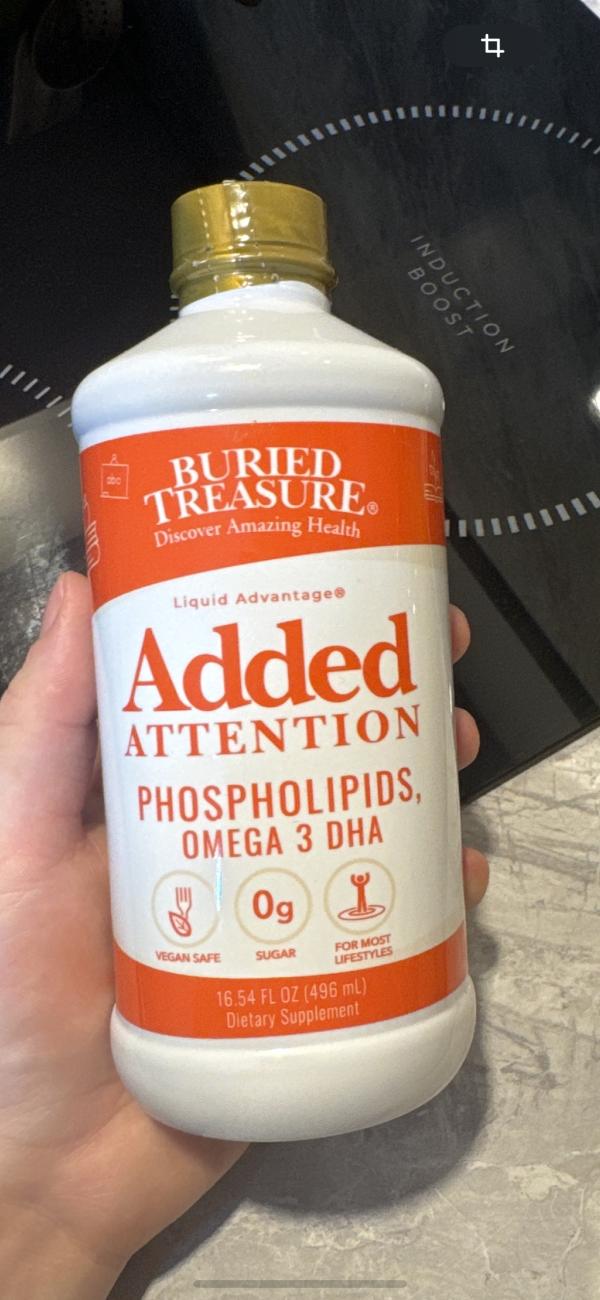 INDUCTION
BOOST
abc
BURIED
TREASURE®
Discover Amazing Health
Liquid Advantage®
Added
ATTENTION
PHOSPHOLIPIDS,
OMEGA 3 DHA
0g
VEGAN SAFE
SUGAR
FOR MOST
LIFESTYLES
16.54 FL OZ (496 mL)
Dietary Supplement